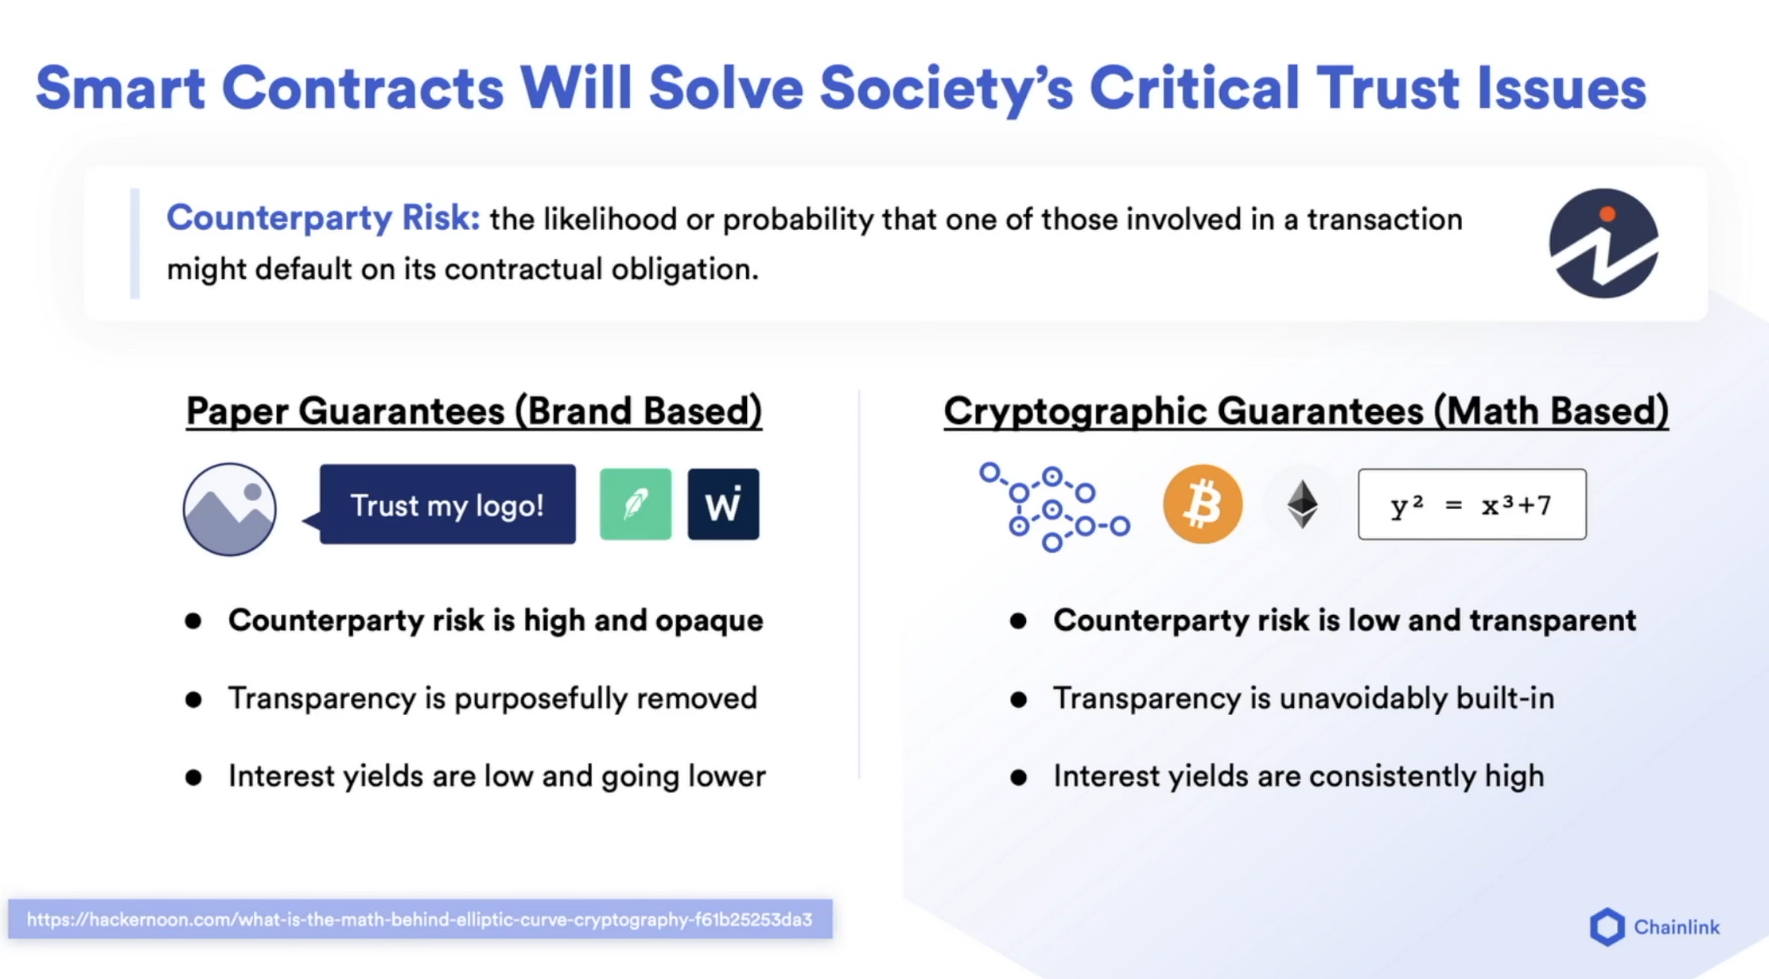 Smart Contracts Will Solve Society’s Critical Trust Issues
Counterparty Risk: the likelihood or probability that one of those involved in a transaction
might default on its contractual obligation.
Paper Guarantees (Brand Based)
Trust my logo!
W
Counterparty risk is high and opaque
Transparency is purposefully removed
Interest yields are low and going lower
Cryptographic Guarantees (Math Based)
y² = x³+7
Counterparty risk is low and transparent
Transparency is unavoidably built-in
Interest yields are consistently high
https://hackernoon.com/what-is-the-math-behind-elliptic-curve-cryptography-f61b25253da3
Chainlink